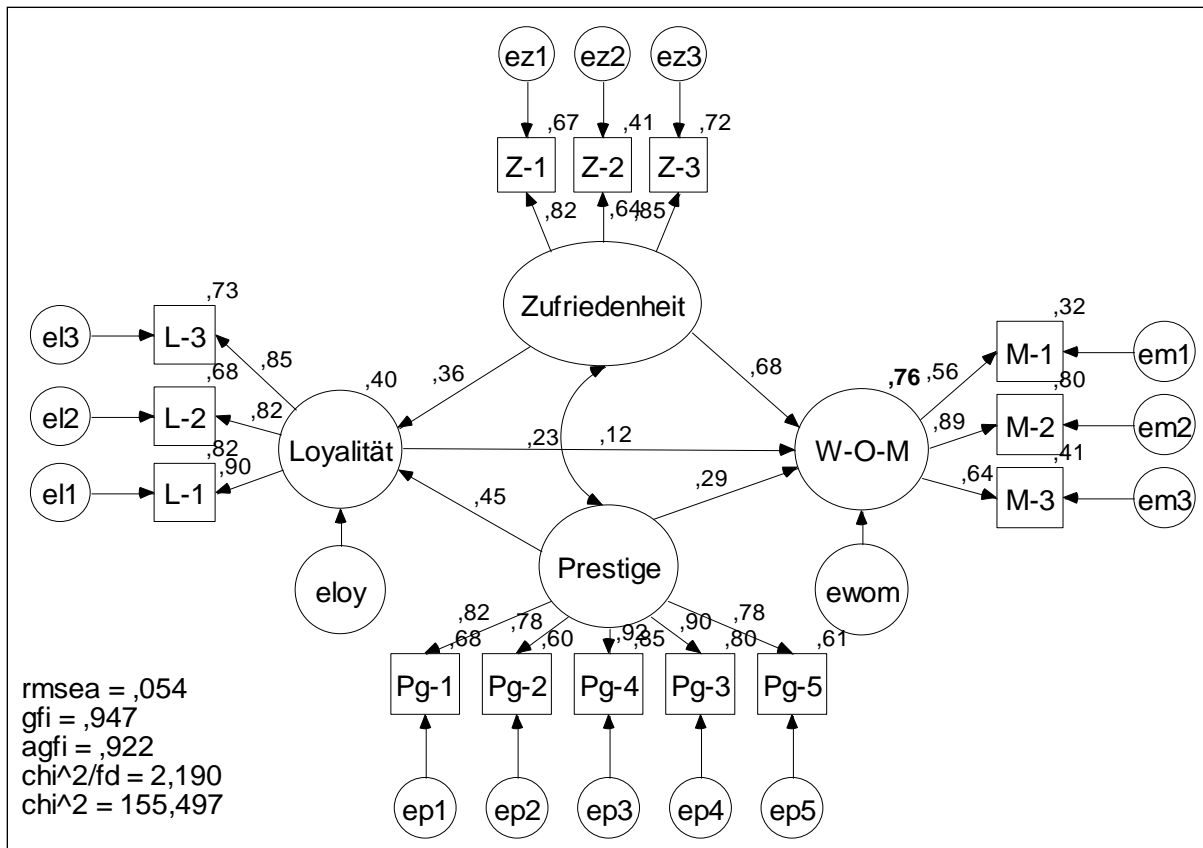 ez1 ez2 ez3
,67 ,41 ,72
Z-1 Z-2 Z-3
,82 ,64 ,85
Zufriedenheit
,73
el3 L-3
,85
,68
el2 L-2
,82
,82
el1 L-1
,90
,40
Loyalität
,36
,68
,23 ,12
,45
,29
,76
W-O-M
,56
,32
M-1 em1
,89
,80
M-2 em2
,64
,41
M-3 em3
eloy
Prestige
ewom
,82 ,78 ,92 ,90 ,78
,68 ,60 ,85 ,80 ,61
Pg-1 Pg-2 Pg-4 Pg-3 Pg-5
ep1 ep2 ep3 ep4 ep5
rmsea = ,054
gfi = ,947
agfi = ,922
chi^2/fd = 2,190
chi^2 = 155,497